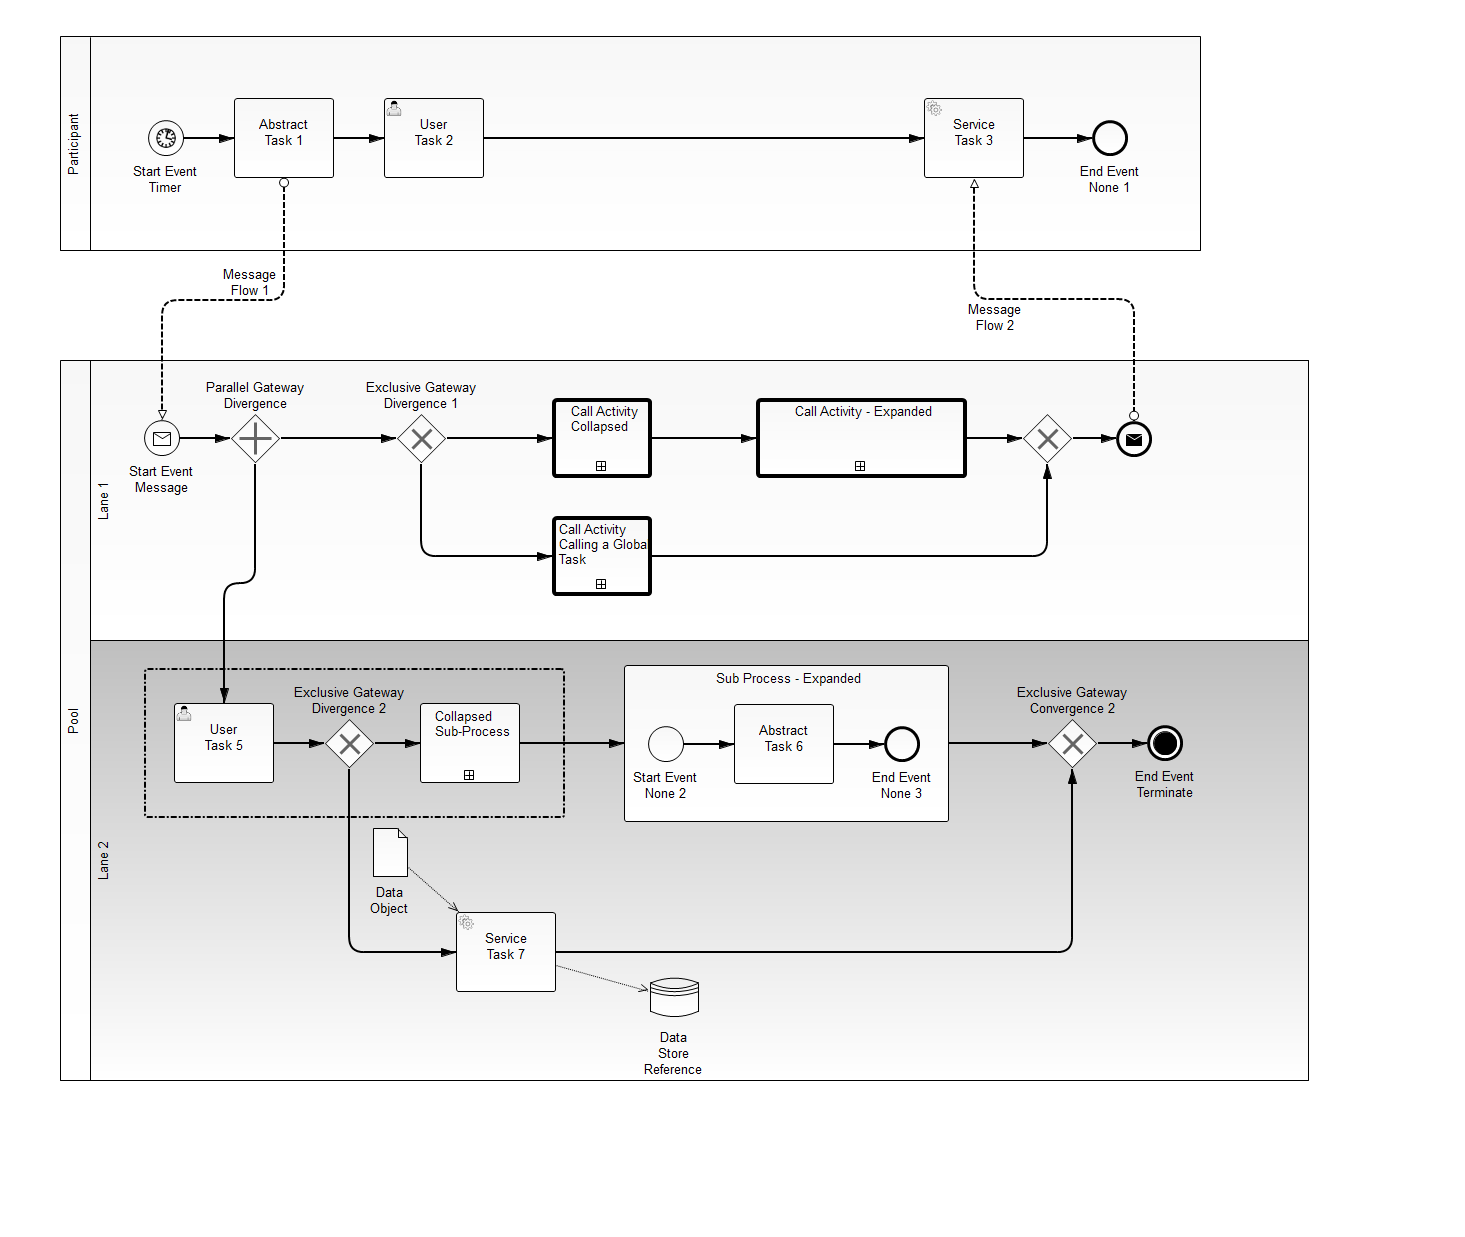 Participant
Start Event
Timer
Abstract
Task 1
User
Task 2
Service
Task 3
End Event
None 1
Message
Flow 1
Message
Flow 2
Pool
Lane 1
Parallel Gateway
Divergence
Exclusive Gateway
Divergence 1
Start Event
Message
Call Activity
Collapsed
Call Activity - Expanded
Call Activity
Calling a Globa
Task
Lane 2
User
Task 5
Exclusive Gateway
Divergence 2
Collapsed
Sub-Process
Sub Process - Expanded
Start Event
None 2
Abstract
Task 6
End Event
None 3
Exclusive Gateway
Convergence 2
End Event
Terminate
Data
Object
Service
Task 7
Data
Store
Reference